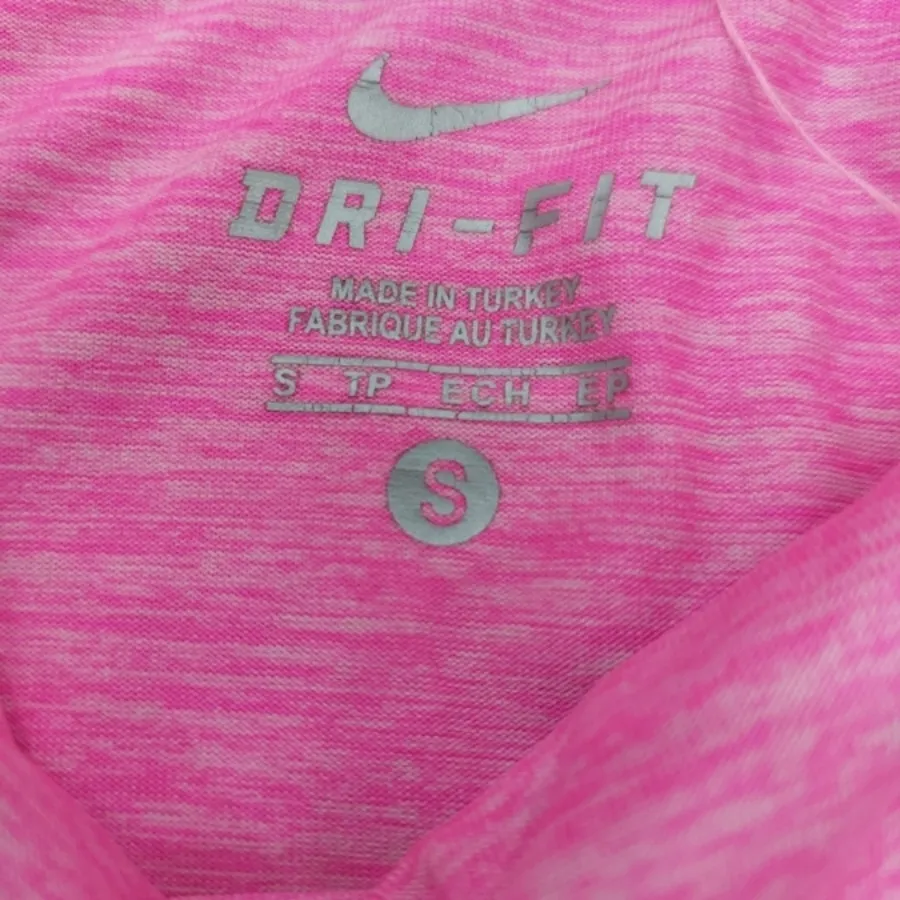 DRI-FIT
MADE IN TURKEY
FABRIQUE AU TURKEY
S TP ECH EP
S